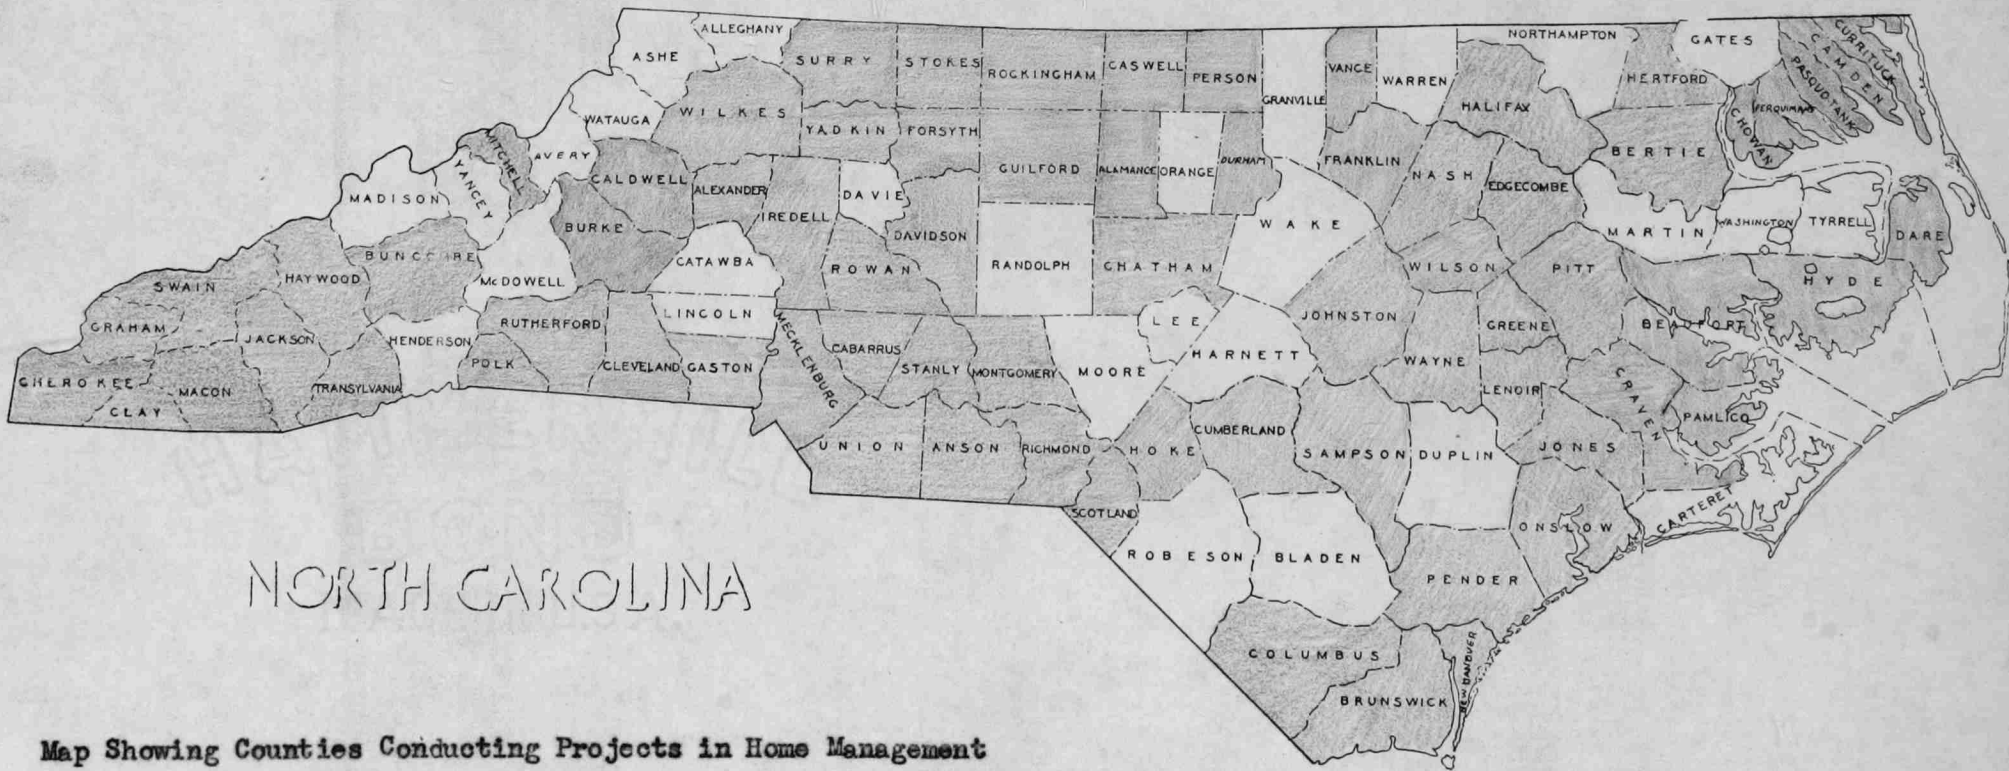 ALLEGHANY
ASHE
SURRY
STOKES
ROCKINGHAM
CASWELL
PERSON
GRANVILLE
VANCE
WARREN
NORTHAMPTON
GATES
CURRITUCK
CAMDEN
PASQUOTANK
PERQUIMANS
CHOWAN
HERTFORD
HALIFAX
WATAUGA
WILKES
YADKIN
FORSYTH
GUILFORD
ALAMANCE
ORANGE
DURHAM
FRANKLIN
NASH
EDGECOMBE
BERTIE
MITCHELL
AVERY
YANCEY
MADISON
CALDWELL
ALEXANDER
IREDELL
DAVIE
DAVIDSON
RANDOLPH
CHATHAM
WAKE
WILSON
PITT
MARTIN
WASHINGTON
TYRRELL
DARE
HYDE
BURKE
BUNCOMBE
McDOWELL
CATAWBA
ROWAN
HAYWOOD
SWAIN
GRAHAM
JACKSON
HENDERSON
RUTHERFORD
LINCOLN
MECKLENBURG
CABARRUS
LEE
HARNETT
JOHNSTON
GREENE
BEAUFORT
CHEROKEE
CLAY
MACON
TRANSYLVANIA
POLK
CLEVELAND
GASTON
STANLY
MONTGOMERY
MOORE
WAYNE
LENOIR
CRAVEN
PAMLICO
UNION
ANSON
RICHMOND
HOKE
CUMBERLAND
SAMPSON
DUPLIN
JONES
SCOTLAND
ROBESON
BLADEN
ONSLOW
CARTERET
PENDER
COLUMBUS
BRUNSWICK
NEW HANOVER
NORTH CAROLINA
Map Showing Counties Conducting Projects in Home Management